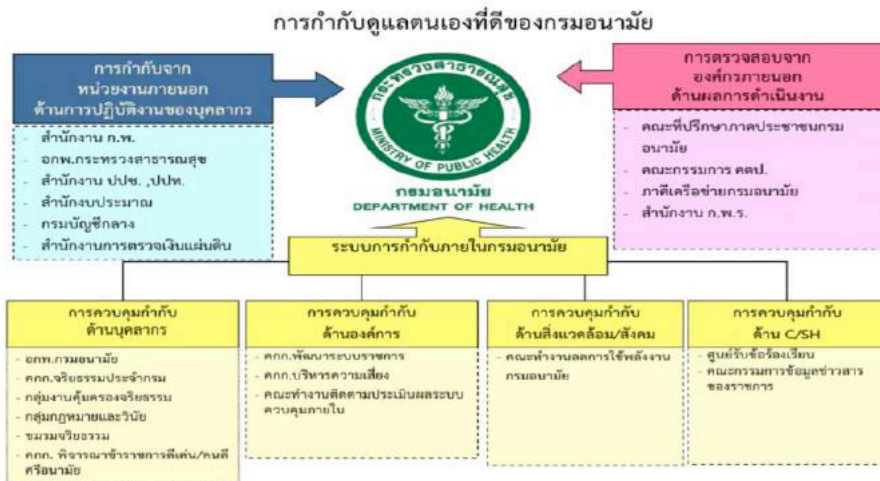 การกำกับดูแลตนเองที่ดีของกรมอนามัย
การกำกับจาก
หน่วยงานภายนอก
ด้านการปฏิบัติงานของบุคลากร
- สำนักงาน ก.พ.
- อกพ.กระทรวงสาธารณสุข
- สำนักงาน ปปช. ,ปปท.
- สำนักงบประมาณ
- กรมบัญชีกลาง
- สำนักงานการตรวจเงินแผ่นดิน
กระทรวงสาธารณสุข
MINISTRY OF PUBLIC HEALTH
กรมอนามัย
DEPARTMENT OF HEALTH
การตรวจสอบจาก
องค์กรภายนอก
ด้านผลการดำเนินงาน
- คณะที่ปรึกษาภาคประชาชนกรม
อนามัย
- คณะกรรมการ คตป.
- ภาคีเครือข่ายกรมอนามัย
- สำนักงาน ก.พ.ร.
ระบบการกำกับภายในกรมอนามัย
การควบคุมกำกับ
ด้านบุคลากร
- อกพ.กรมอนามัย
- คกก.จริยธรรมประจำกรม
- กลุ่มงานคุ้มครองจริยธรรม
- กลุ่มกฎหมายและวินัย
- ชมรมจริยธรรม
- คกก. พิจารณาข้าราชการดีเด่น/คนดี
ศรีอนามัย
การควบคุมกำกับ
ด้านองค์การ
- คกก.พัฒนาระบบราชการ
- คกก.บริหารความเสี่ยง
- คณะทำงานติดตามประเมินผลระบบ
ควบคุมภายใน
การควบคุมกำกับ
ด้านสิ่งแวดล้อม/สังคม
- คณะทำงานลดการใช้พลังงาน
กรมอนามัย
การควบคุมกำกับ
ด้าน C/SH
- ศูนย์รับข้อร้องเรียน
- คณะกรรมการข้อมูลข่าวสาร
ของราชการ